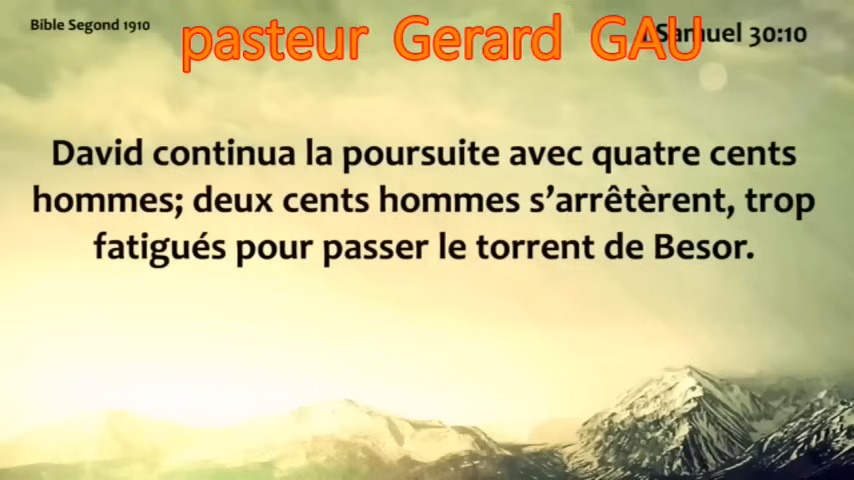 Bible Segond 1910
pasteur Gerard GAU
Samuel 30:10
David continua la poursuite avec quatre cents
hommes; deux cents hommes s’arrêtèrent, trop
fatigués pour passer le torrent de Besor.